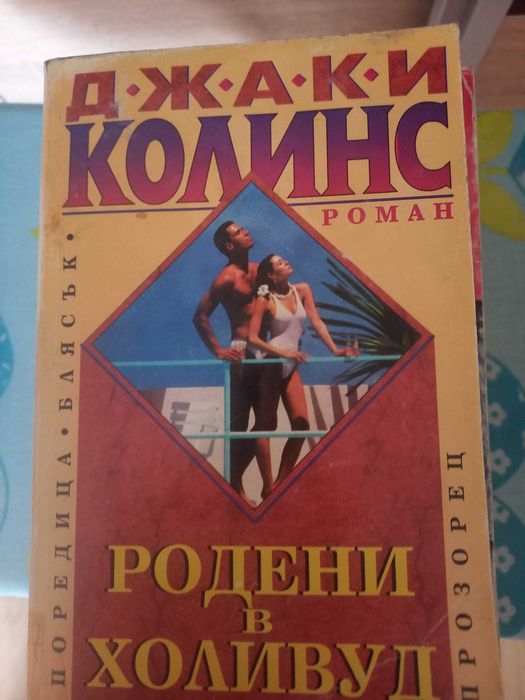 Д•Ж•А•К•И
КОЛИНС
РОМАН
ПОРЕДИЦА • БЛЯСЪК •
РОДЕНИ
в
ХОЛИВУД
ПРОЗОРЕЦ